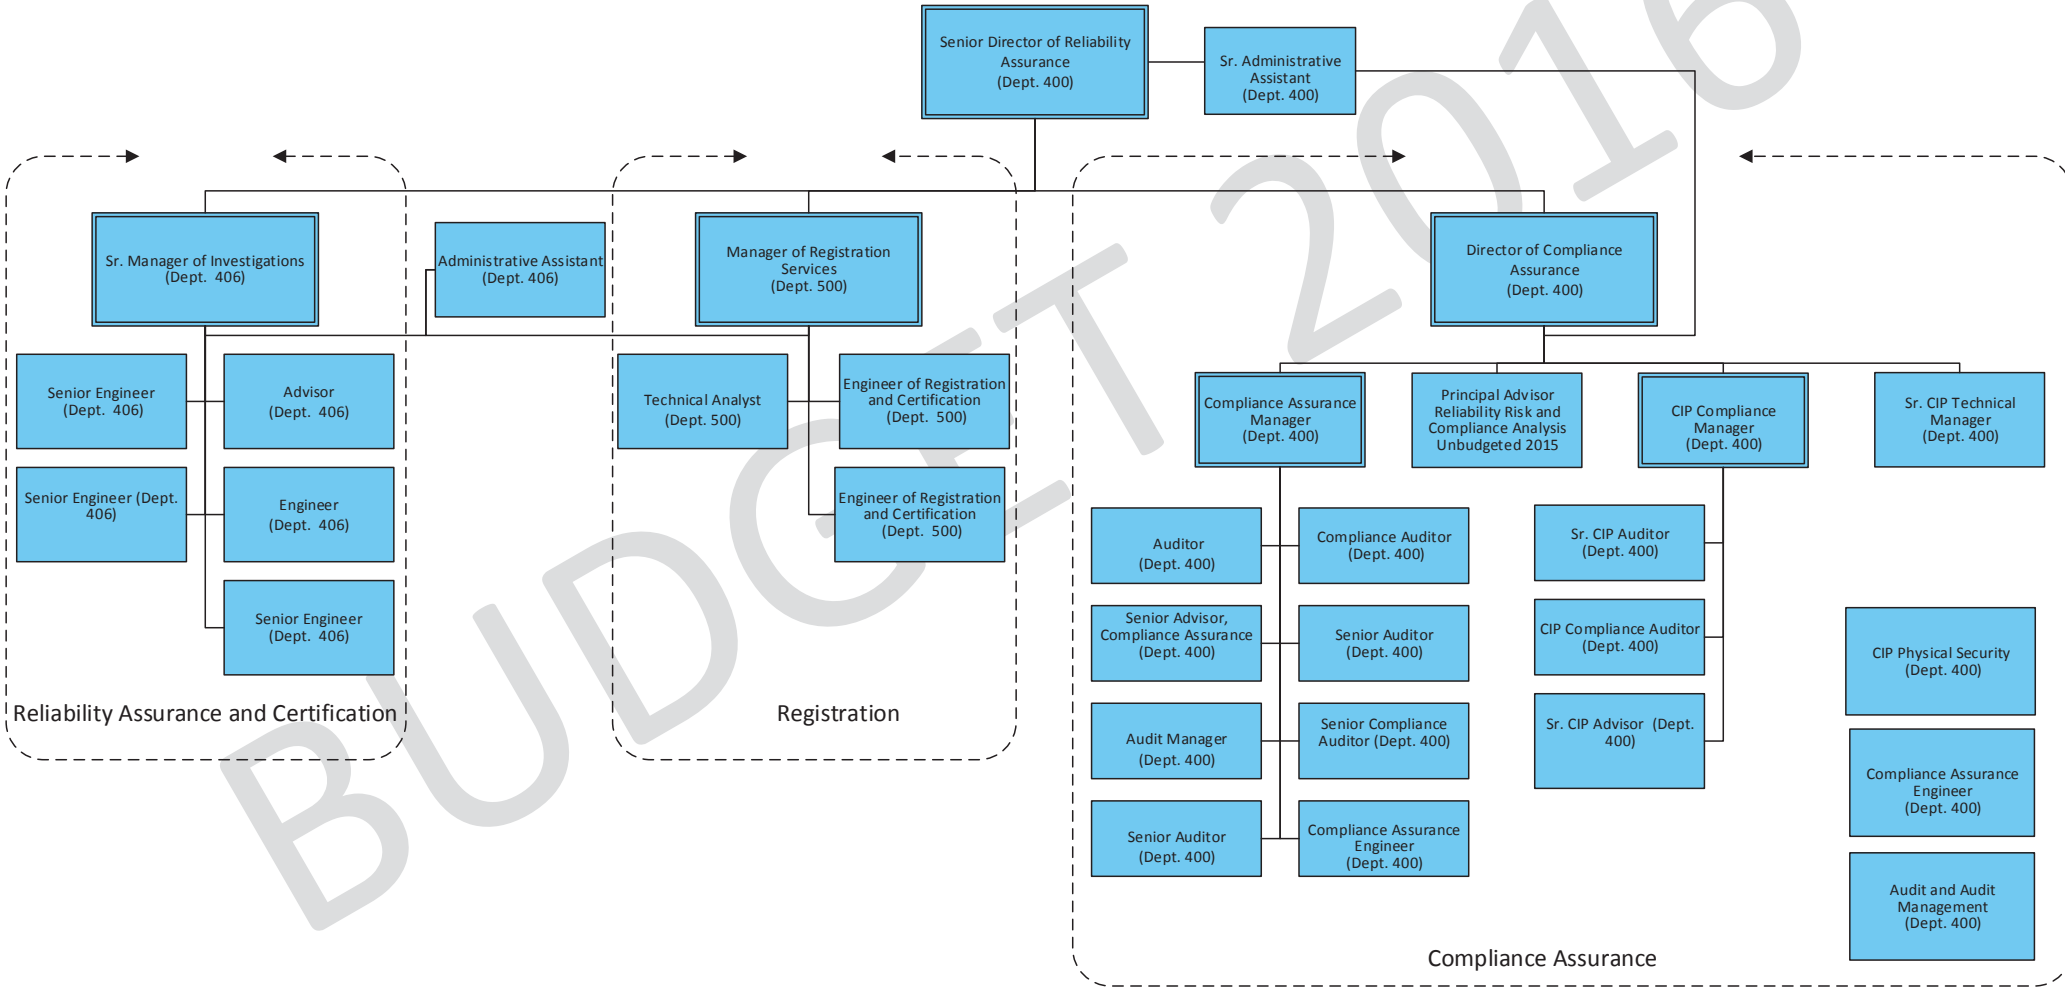 Senior Director of Reliability
Assurance
(Dept. 400)
Sr. Administrative
Assistant
(Dept. 400)
Sr. Manager of Investigations
(Dept.  406)
Administrative Assistant
(Dept.  406)
Manager of Registration
Services
(Dept. 500)
Director of Compliance
Assurance
(Dept. 400)
Senior Engineer
(Dept.  406)
Advisor
(Dept.  406)
Senior Engineer (Dept.
406)
Engineer
(Dept.  406)
Senior Engineer
(Dept.  406)
Reliability Assurance and Certification
Technical Analyst
(Dept. 500)
Engineer of Registration
and Certification
(Dept.  500)
Engineer of Registration
and Certification
(Dept.  500)
Registration
Compliance Assurance
Manager
(Dept. 400)
Principal Advisor
Reliability Risk and
Compliance Analysis
Unbudgeted 2015
CIP Compliance
Manager
(Dept. 400)
Sr. CIP Technical
Manager
(Dept. 400)
Auditor
(Dept. 400)
Compliance Auditor
(Dept. 400)
Senior Advisor,
Compliance Assurance
(Dept. 400)
Senior Auditor
(Dept. 400)
Audit Manager
(Dept. 400)
Senior Compliance
Auditor (Dept. 400)
Senior Auditor
(Dept. 400)
Compliance Assurance
Engineer
(Dept. 400)
Sr. CIP Auditor
(Dept. 400)
CIP Compliance Auditor
(Dept. 400)
Sr. CIP Advisor  (Dept.
400)
CIP Physical Security
(Dept. 400)
Compliance Assurance
Engineer
(Dept. 400)
Audit and Audit
Management
(Dept. 400)
Compliance Assurance
BUDGET 2016